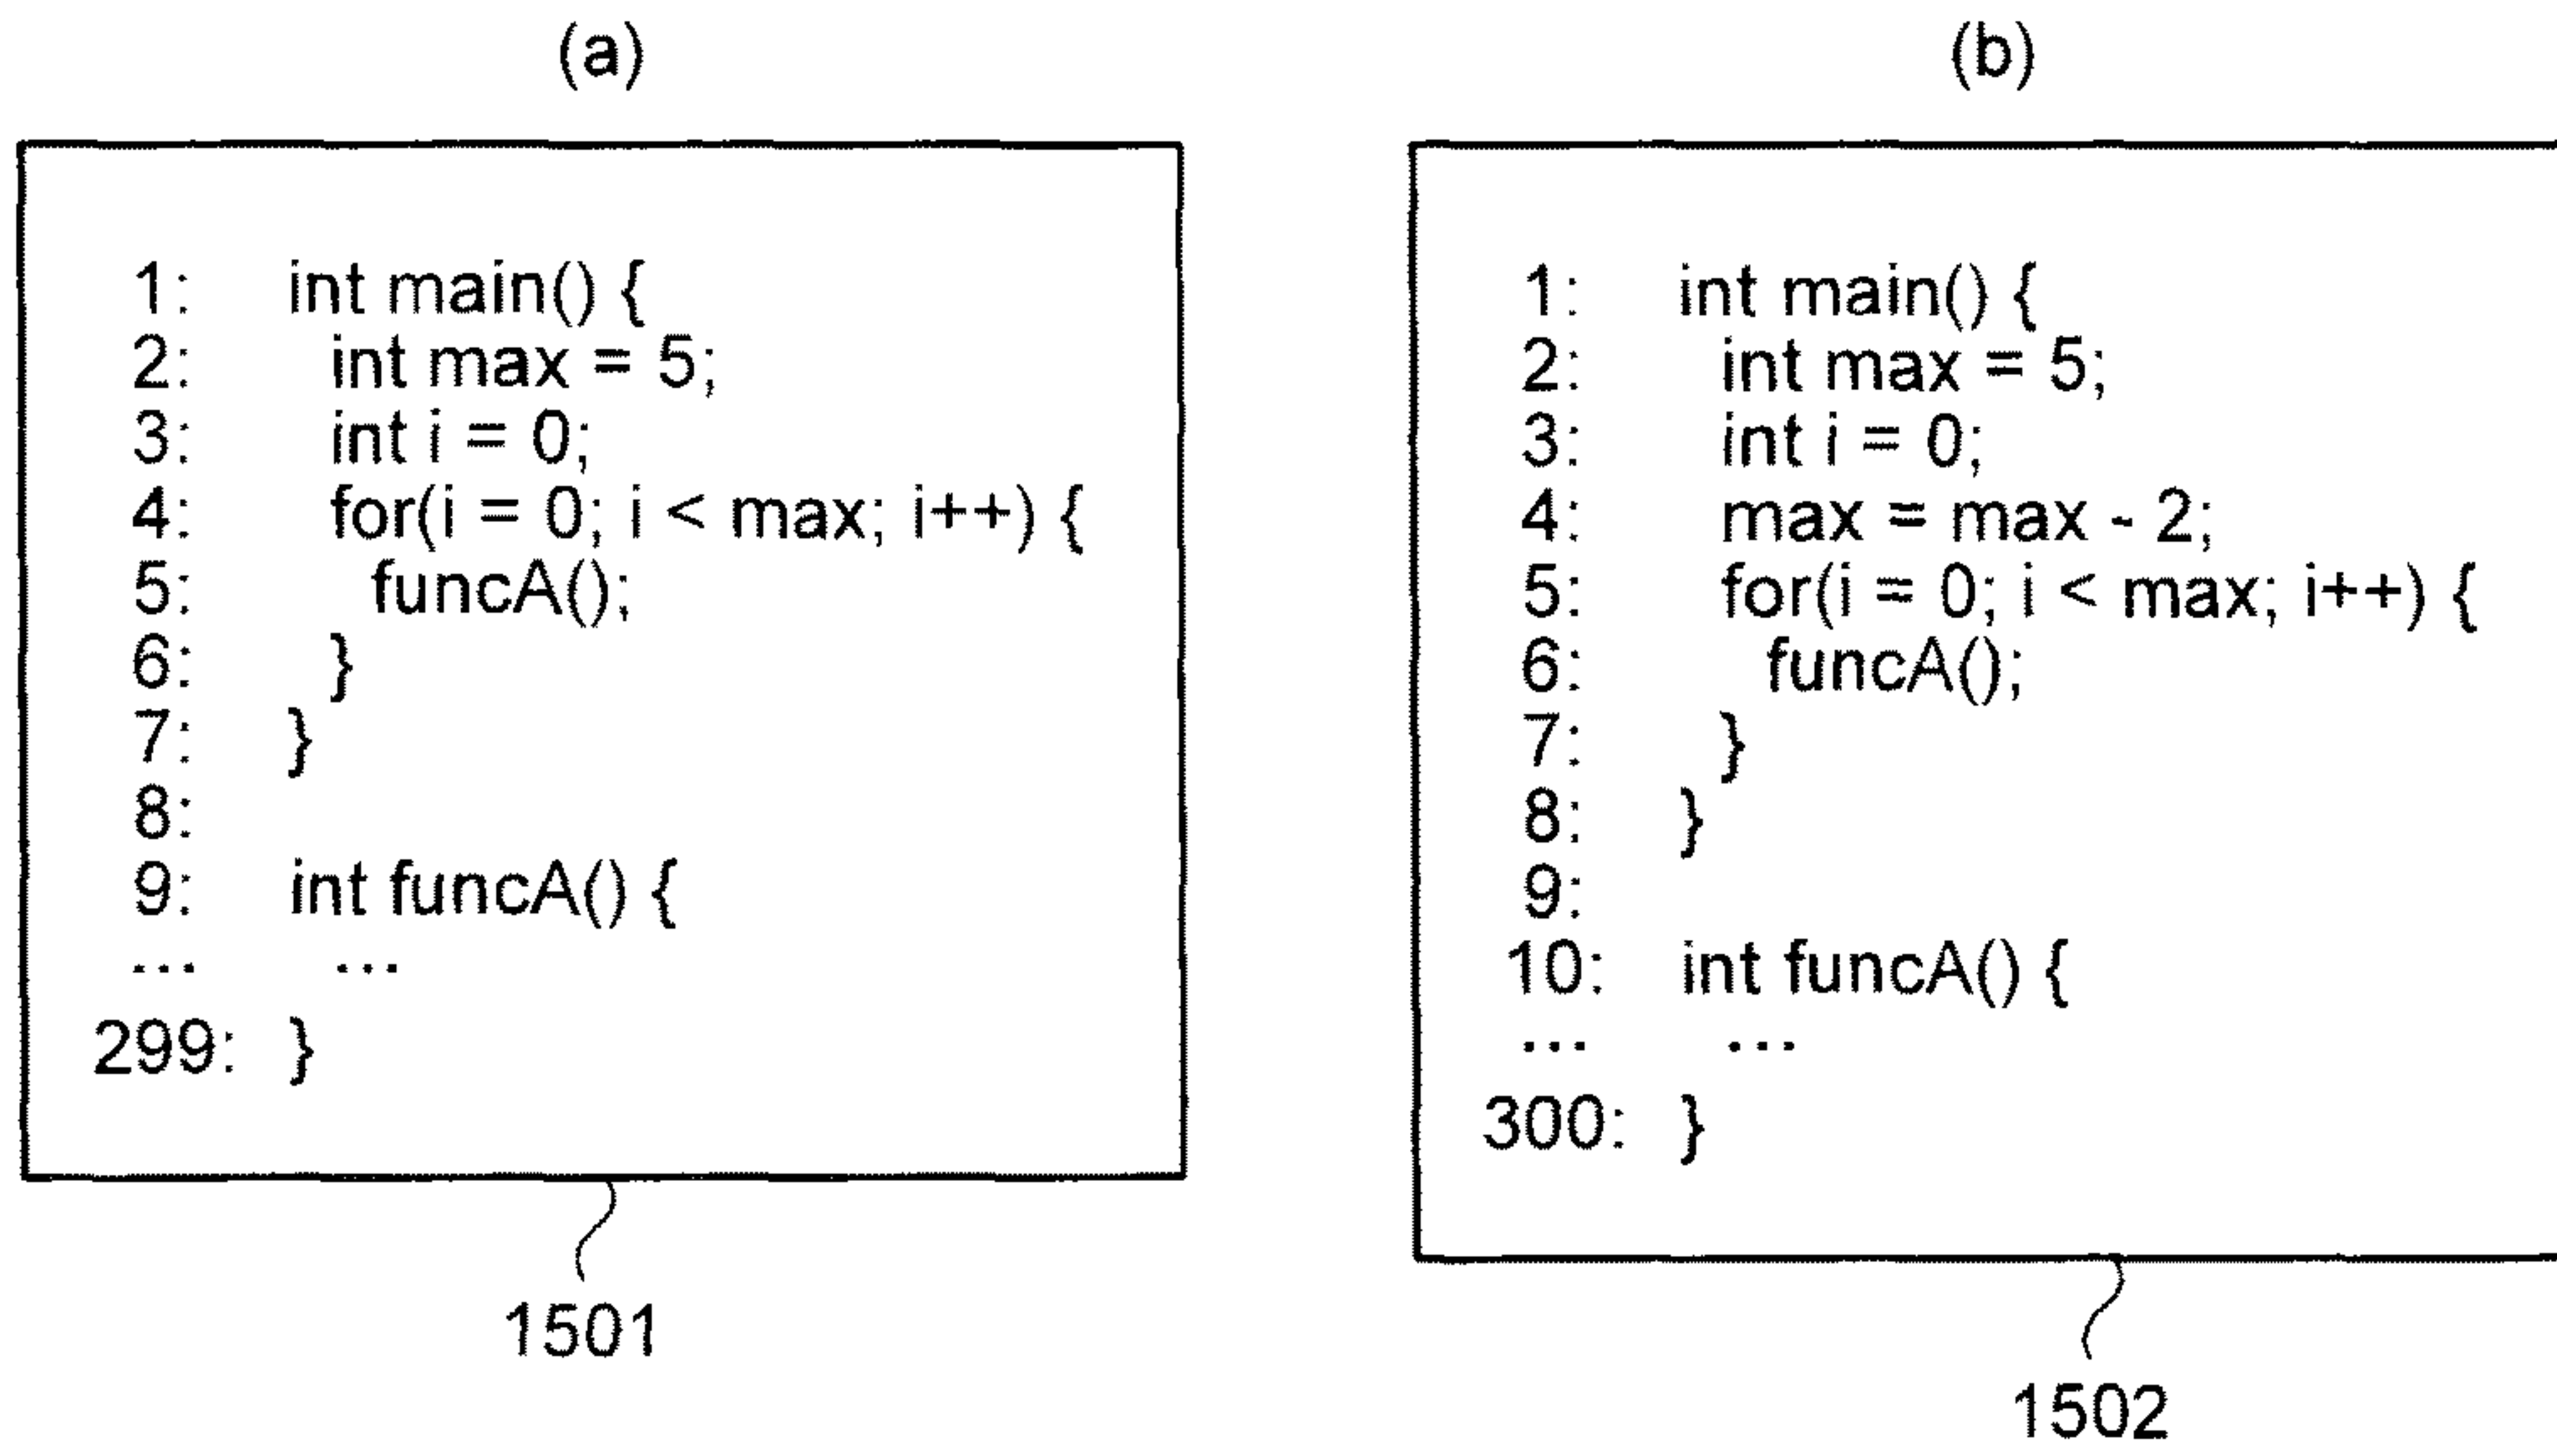 (a)
1: int main() {
2: int max = 5;
3: int i = 0;
4: for(i = 0; i < max; i++) {
5: funcA();
6: }
7: }
8:
9: int funcA() {
... ...
299: }
1501
(b)
1: int main() {
2: int max = 5;
3: int i = 0;
4: max = max - 2;
5: for(i = 0; i < max; i++) {
6: funcA();
7: }
8: }
9:
10: int funcA() {
... ...
300: }
1502